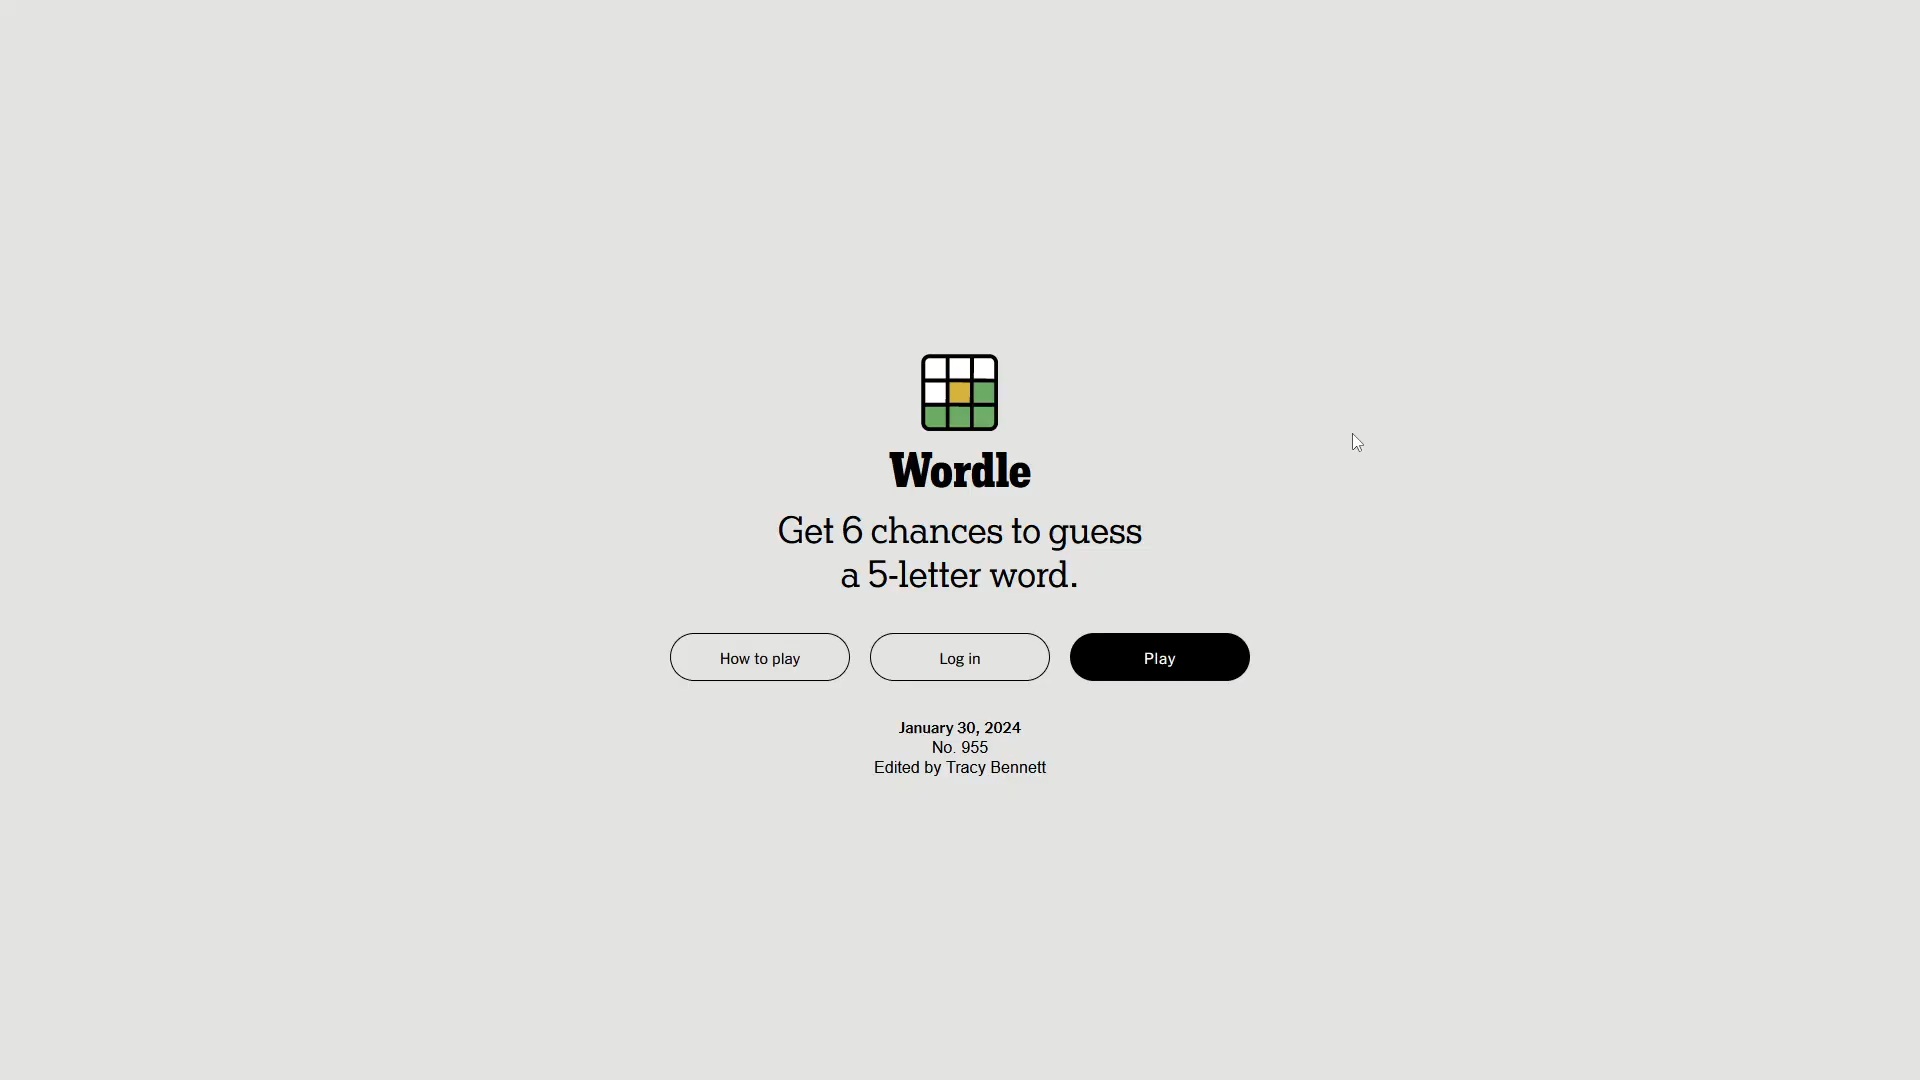 Wordle
Get 6 chances to guess
a 5-letter word.
How to play
Log in
Play
January 30, 2024
No. 955
Edited by Tracy Bennett